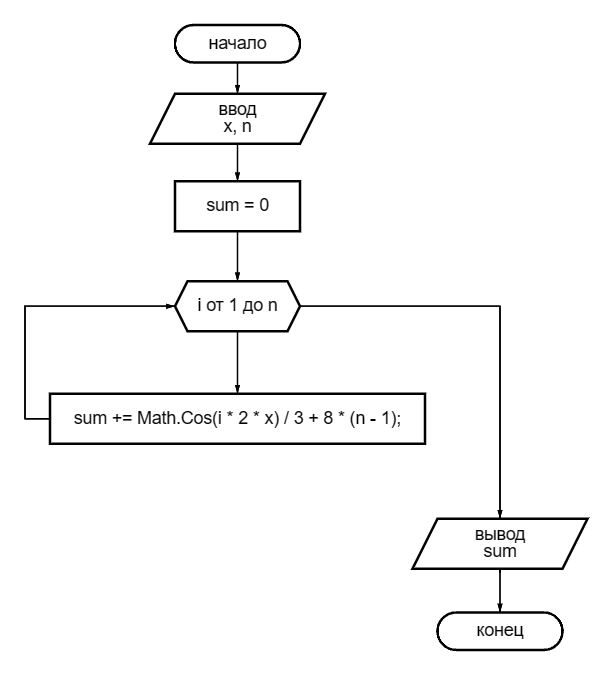 начало
ввод
x, n
sum = 0
i от 1 до n
sum += Math.Cos(i * 2 * x) / 3 + 8 * (n - 1);
вывод
sum
конец